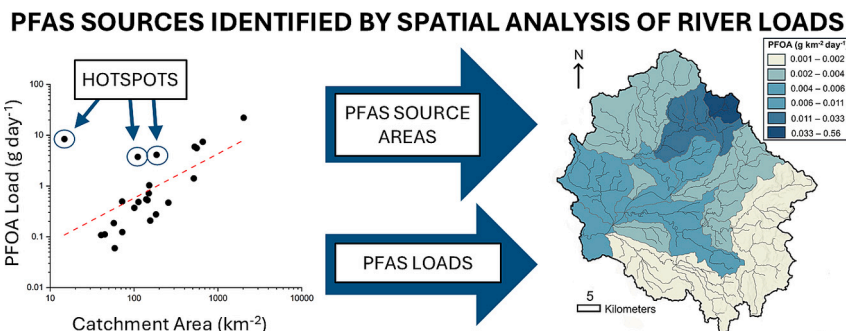 PFAS SOURCES IDENTIFIED BY SPATIAL ANALYSIS OF RIVER LOADS
HOTSPOTS
PFOA Load (g day-1)
100
10
1
0.1
0.01
10
100
1000
10000
Catchment Area (km-2)
PFAS SOURCE
AREAS
PFAS LOADS
N
PFOA (g km-2 day-1
0.001 – 0.002
0.002 – 0.004
0.004 – 0.006
0.006 – 0.011
0.011 – 0.033
0.033 – 0.56
5
Kilometers